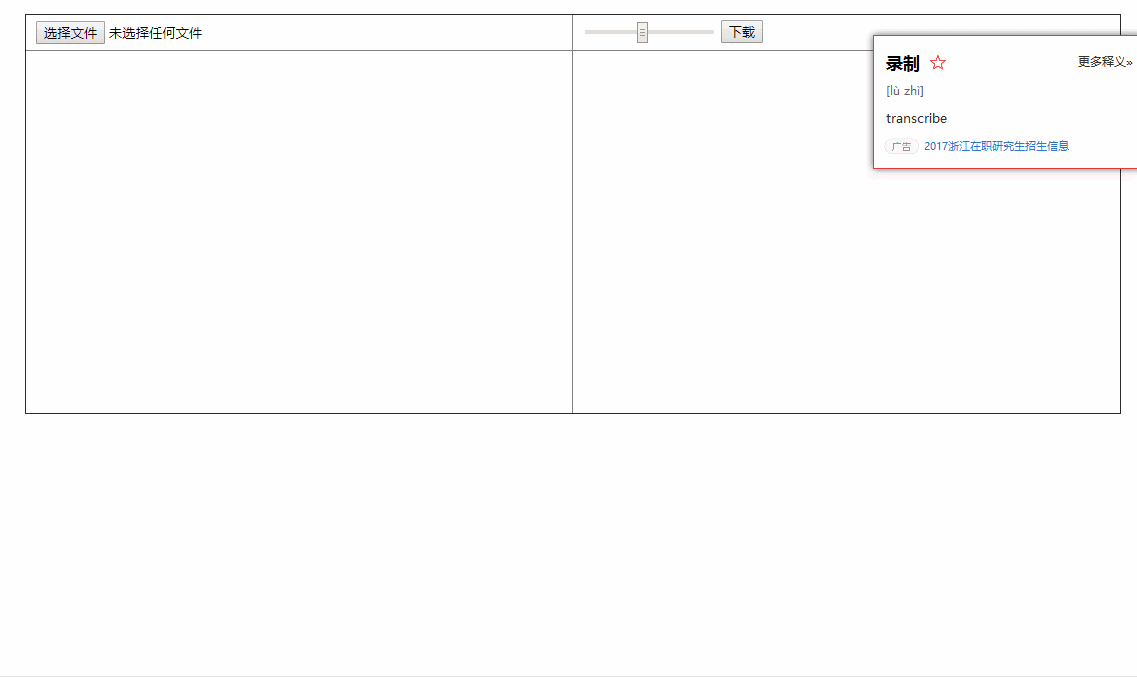 选择文件 未选择任何文件
下载
录制 更多释义»
[lù zhì]
transcribe
广告 2017浙江在职研究生招生信息